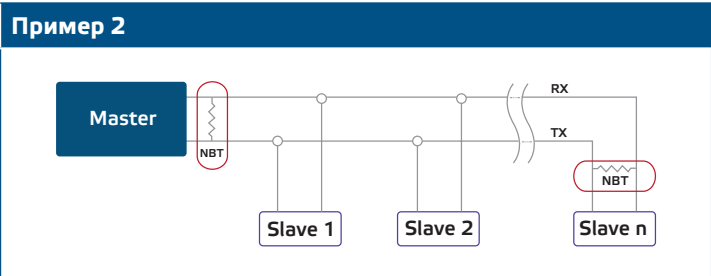 Пример 2
Master
NBT
RX
TX
NBT
Slave 1
Slave 2
Slave n